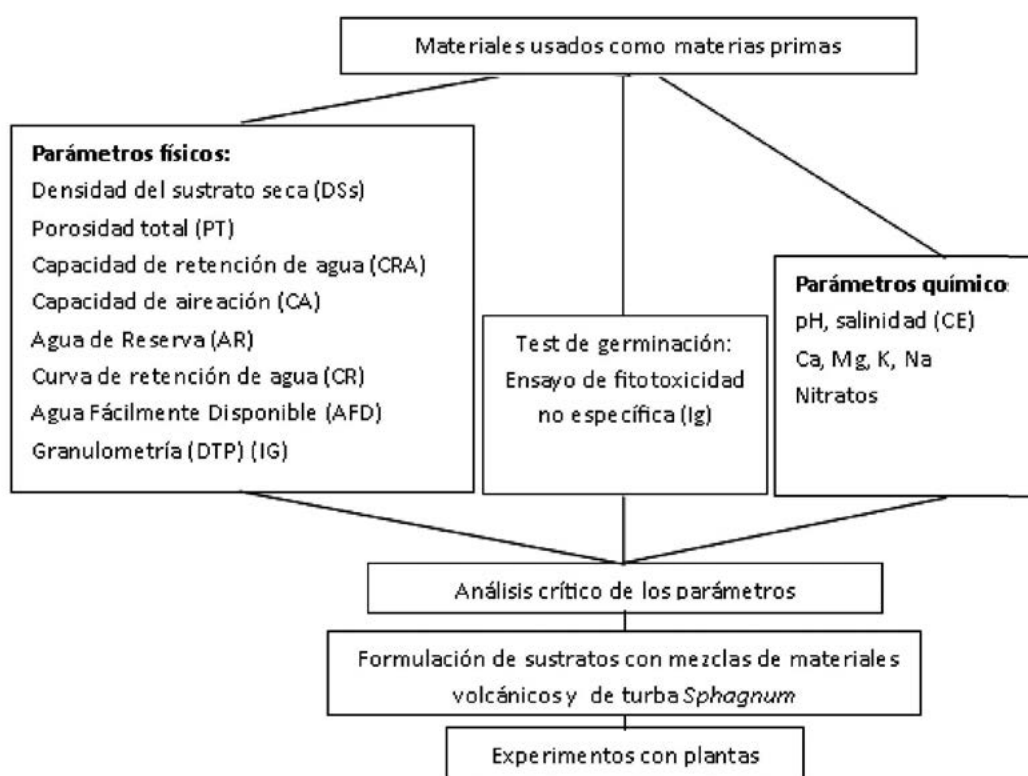 Materiales usados como materias primas
Parámetros físicos:
Densidad del sustrato seca (DSs)
Porosidad total (PT)
Capacidad de retención de agua (CRA)
Capacidad de aireación (CA)
Agua de Reserva (AR)
Curva de retención de agua (CR)
Agua Fácilmente Disponible (AFD)
Granulometría (DTP) (IG)
Test de germinación:
Ensayo de fitotoxicidad
no específica (Ig)
Parámetros químico
pH, salinidad (CE)
Ca, Mg, K, Na
Nitratos
Análisis crítico de los parámetros
Formulación de sustratos con mezclas de materiales
volcánicos y de turba Sphagnum
Experimentos con plantas